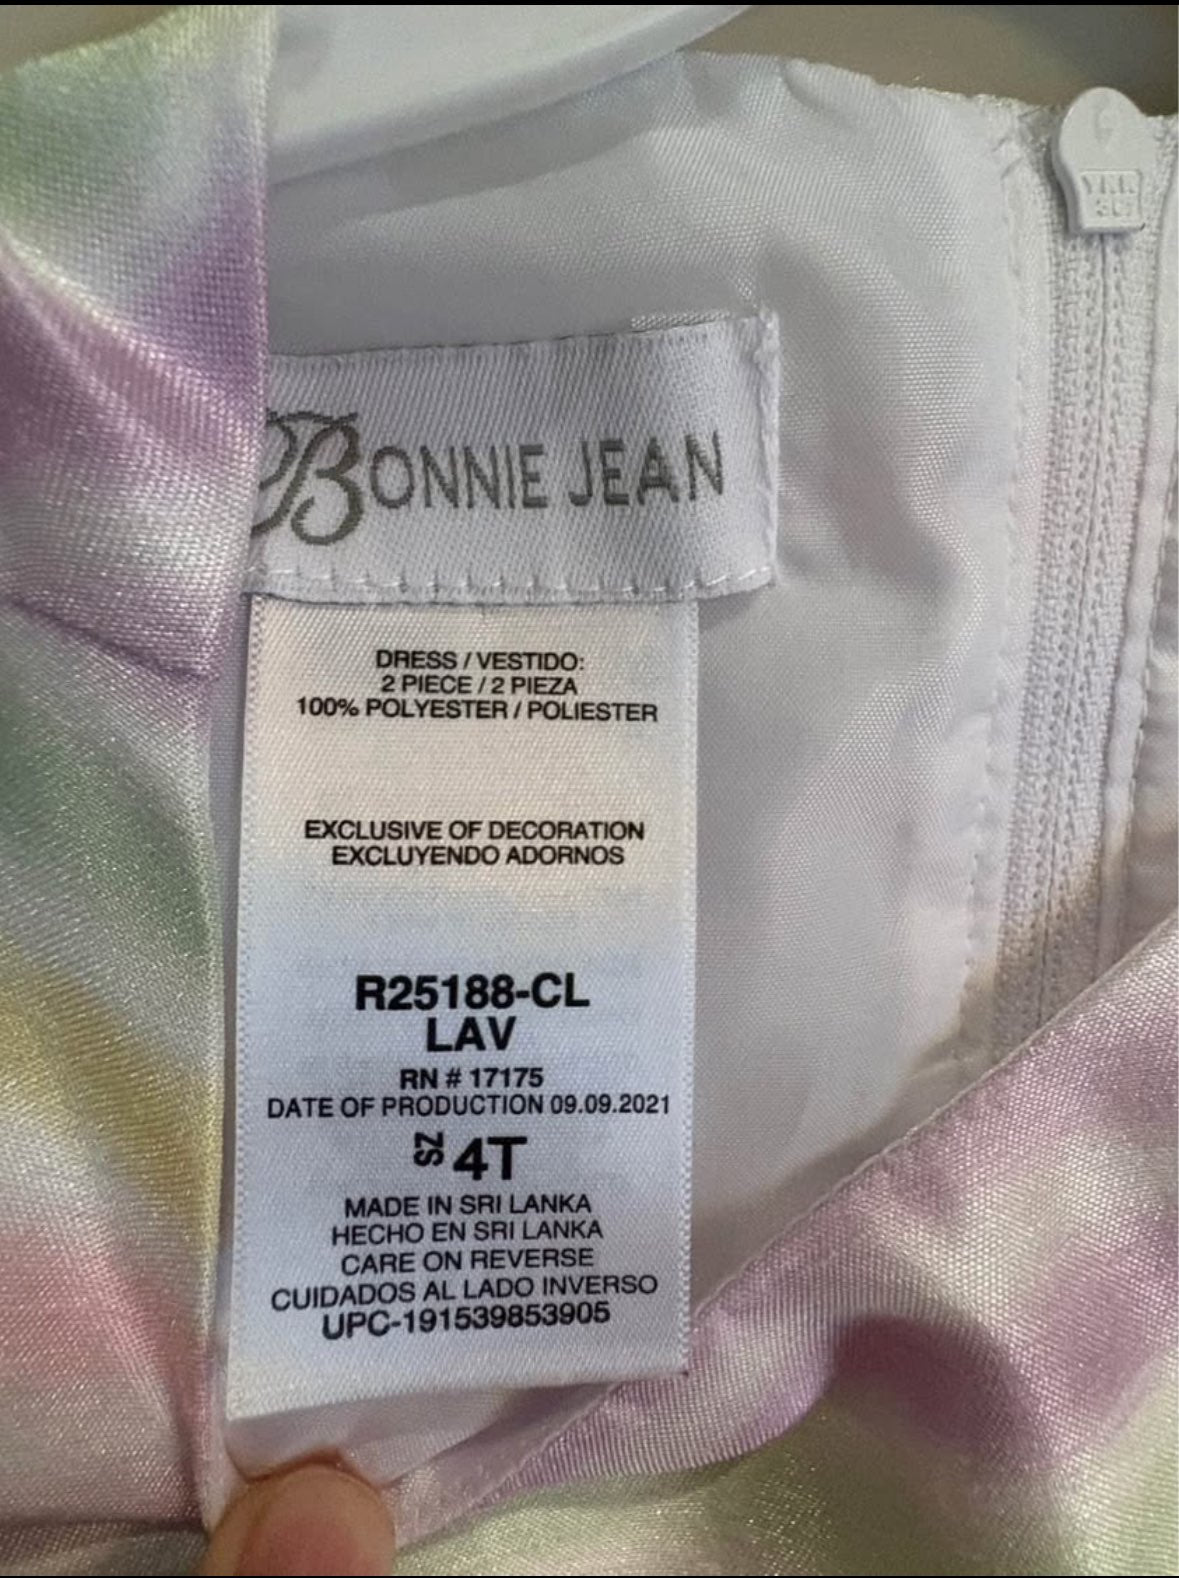 BONNIE JEAN
DRESS / VESTIDO:
2 PIECE / 2 PIEZA
100% POLYESTER / POLIESTER
EXCLUSIVE OF DECORATION
EXCLUYENDO ADORNOS
R25188-CL
LAV
RN # 17175
DATE OF PRODUCTION 09.09.2021
SZ 4T
MADE IN SRI LANKA
HECHO EN SRI LANKA
CARE ON REVERSE
CUIDADOS AL LADO INVERSO
UPC-191539853905